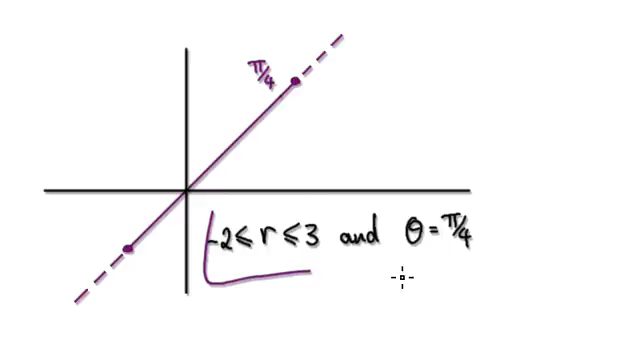 π/4
-2 ≤ r ≤ 3 and θ = π/4